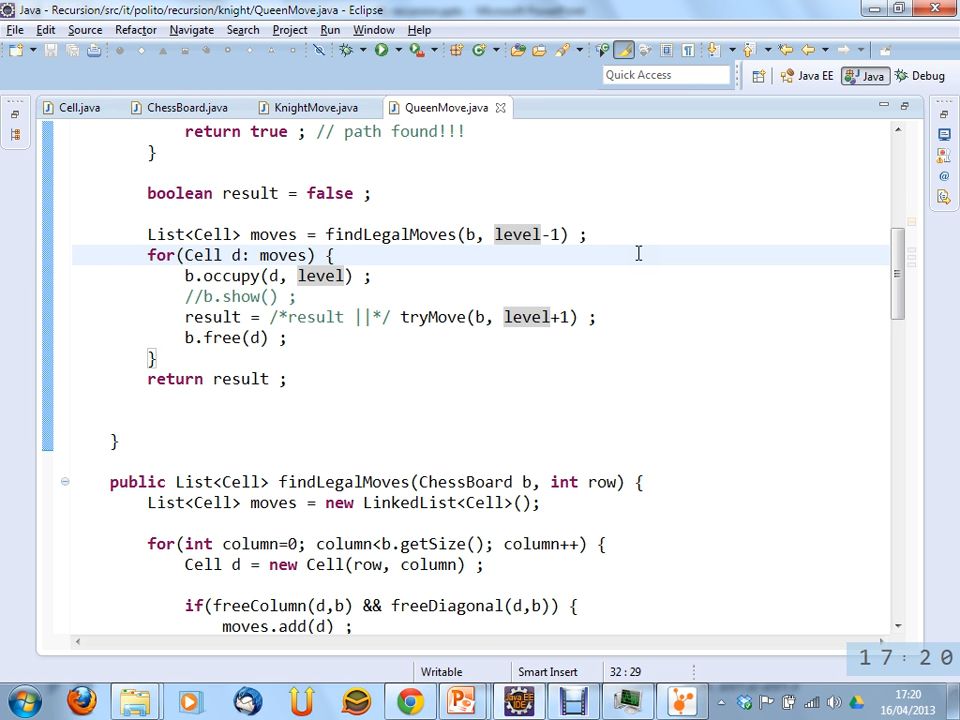 Java - Recursion/src/it/polito/recursion/knight/QueenMove.java - Eclipse
File Edit Source Refactor Navigate Search Project Run Window Help
Quick Access
Java EE Java Debug
Cell.java ChessBoard.java KnightMove.java QueenMove.java
return true ; // path found!!!
}
boolean result = false ;
List<Cell> moves = findLegalMoves(b, level-1) ;
for(Cell d: moves) {
b.occupy(d, level) ;
//b.show() ;
result = /*result ||*/ tryMove(b, level+1) ;
b.free(d) ;
}
return result ;
}
public List<Cell> findLegalMoves(ChessBoard b, int row) {
List<Cell> moves = new LinkedList<Cell>();
for(int column=0; column<b.getSize(); column++) {
Cell d = new Cell(row, column) ;
if(freeColumn(d,b) && freeDiagonal(d,b)) {
moves.add(d) ;
17:20
Writable Smart Insert 32 : 29
17:20
16/04/2013